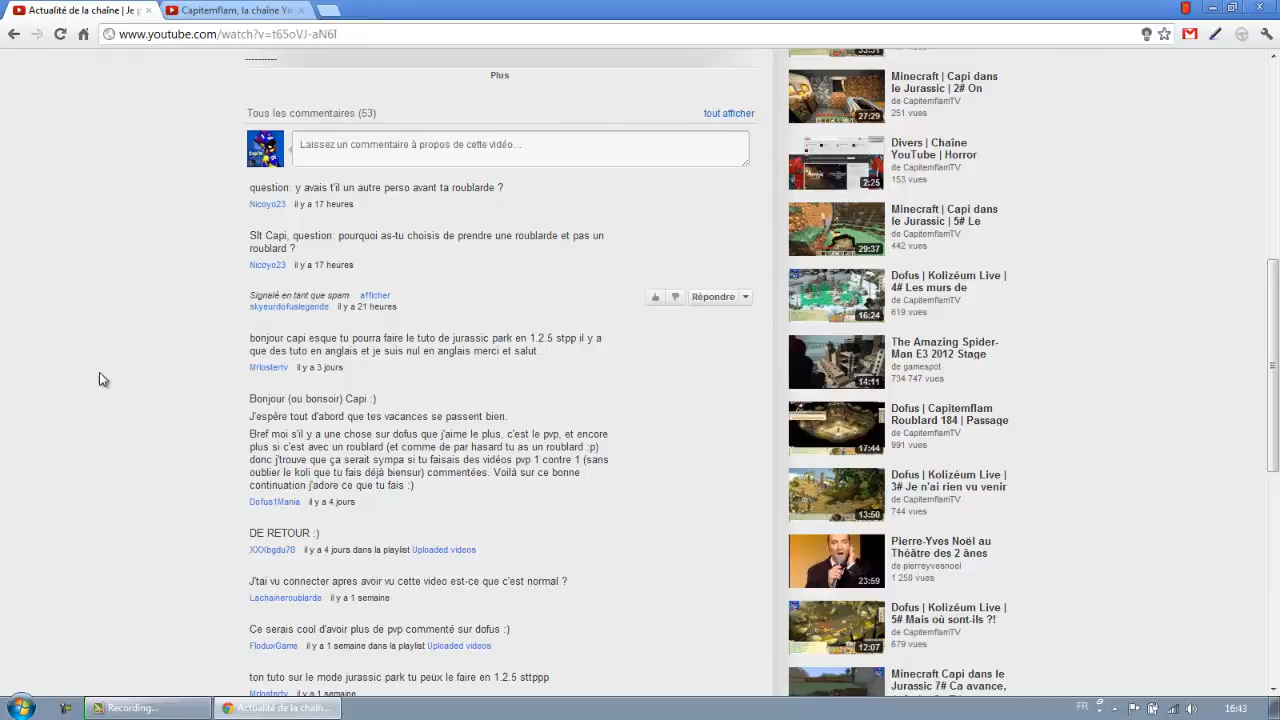 Actualité de la chaîne | Je p
Capitemflam, la chaîne Yo
www.youtube.com/watch?v=t65oVJ-aN6I
----------
Plus
Tous les commentaires (53)
tout afficher
Laissez un commentaire à propos de cette vidéo...
question: y avais t'il un autre perso avant ta roublarde ?
Nicoyo23 il y a 17 heures
Slt Capi, question: pourquoi as-tu choisis de prendre une roublarde et pas un
roublard ?
Nicoyo23 il y a 17 heures
Signalé en tant que spam afficher
skyeurdofuslegende il y a 21 heures
Répondre
bonjour capi esque tu pourra faire le tuto de jurassic park en 1.2.5 stpp il y a
que des tuto en anglais et je suis nul en anglais merci et salut
Mrlostertv il y a 3 jours
Bonjour (ou bonsoir) Capi :)
J'espère tout d'abord que tes vacances se passent bien.
Bref moi s'il y a une chose sur dofus que j'aime le plus, c'est le pvp, et encore
plus si c'est avec un roublard (et comme de par hasard tu as un roublard :p)
donc j'trouve que ça serait sympa si tu faisais des vidéos pvp 1 contre 1 (sans
oublier le koli que tu fais déjà biensur) commentées. Voilà sur ce bonne
continuation j'adore ce que tu fais :)
Dofus1Mania il y a 4 jours
DE RETOUR :)
XXXbgdu78 il y a 4 jours dans la playlist Uploaded videos
J'tai vu connecter apres avoir vu cette video est-ce que c'est normal ?
Lachaineroublarde il y a 1 semaine
Ce serais cool d'avoir plus de pvp commenté sur dofus :)
FloduxGame il y a 1 semaine dans la playlist Uploaded videos
ton tuto sur le mode jurassic park tu peux le faire en 1.2.5 sttppp
Mrlostertv il y a 1 semaine
33:51
27:29
Minecraft | Capi dans
le Jurassic | 2# On
de CapitemflamTV
251 vues
2:25
Divers | Chaîne
YouTube | Horror
de CapitemflamTV
153 vues
29:37
Minecraft | Capi dans
le Jurassic | 5# Le
de CapitemflamTV
442 vues
16:24
Dofus | Kolizéum Live |
4# Les murs de
de CapitemflamTV
619 vues
14:11
The Amazing Spider-
Man E3 2012 Stage
de gamespot
734 747 vues
17:44
Dofus | Capitemflam
Roublard 184 | Passage
de CapitemflamTV
991 vues
13:50
Dofus | Kolizéum Live |
3# Je n'ai rien vu venir
de CapitemflamTV
744 vues
23:59
Pierre-Yves Noël au
Théâtre des 2 ânes
de pierreyvesnoel
1 250 vues
12:07
Dofus | Kolizéum Live |
5# Mais où sont-ils ?!
de CapitemflamTV
679 vues
Minecraft Capi dans le
Jurassic 7# Ca avance,
Recording...
Actualité de la chaîn...
FR
16:43